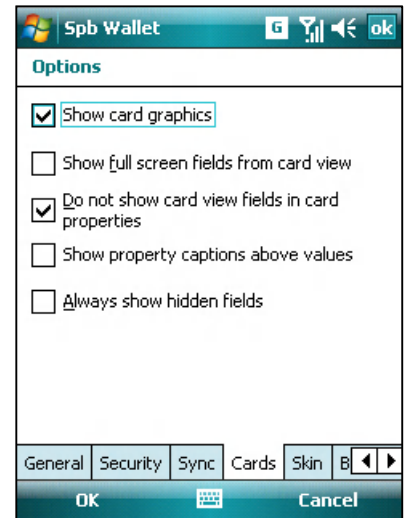 Spb Wallet
G
ok
Options
Show card graphics
Show full screen fields from card view
Do not show card view fields in card
properties
Show property captions above values
Always show hidden fields
General Security Sync Cards Skin B
OK Cancel